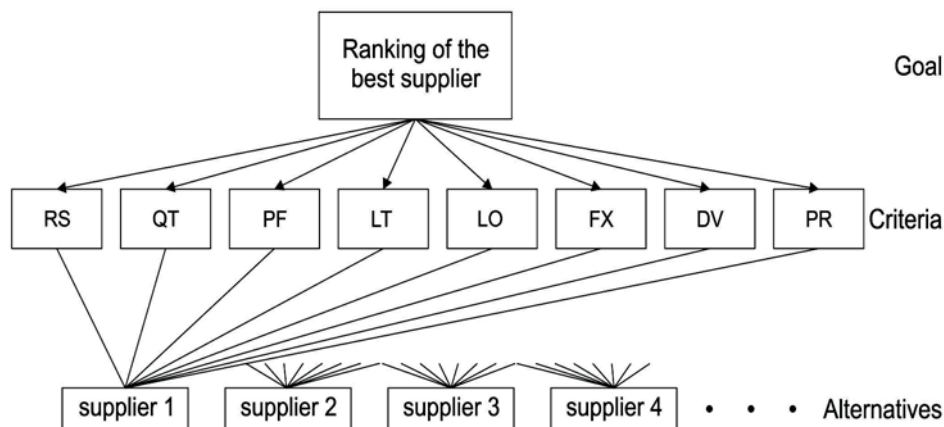 Ranking of the
best supplier
Goal
RS QT PF LT LO FX DV PR Criteria
supplier 1 supplier 2 supplier 3 supplier 4 • • • Alternatives